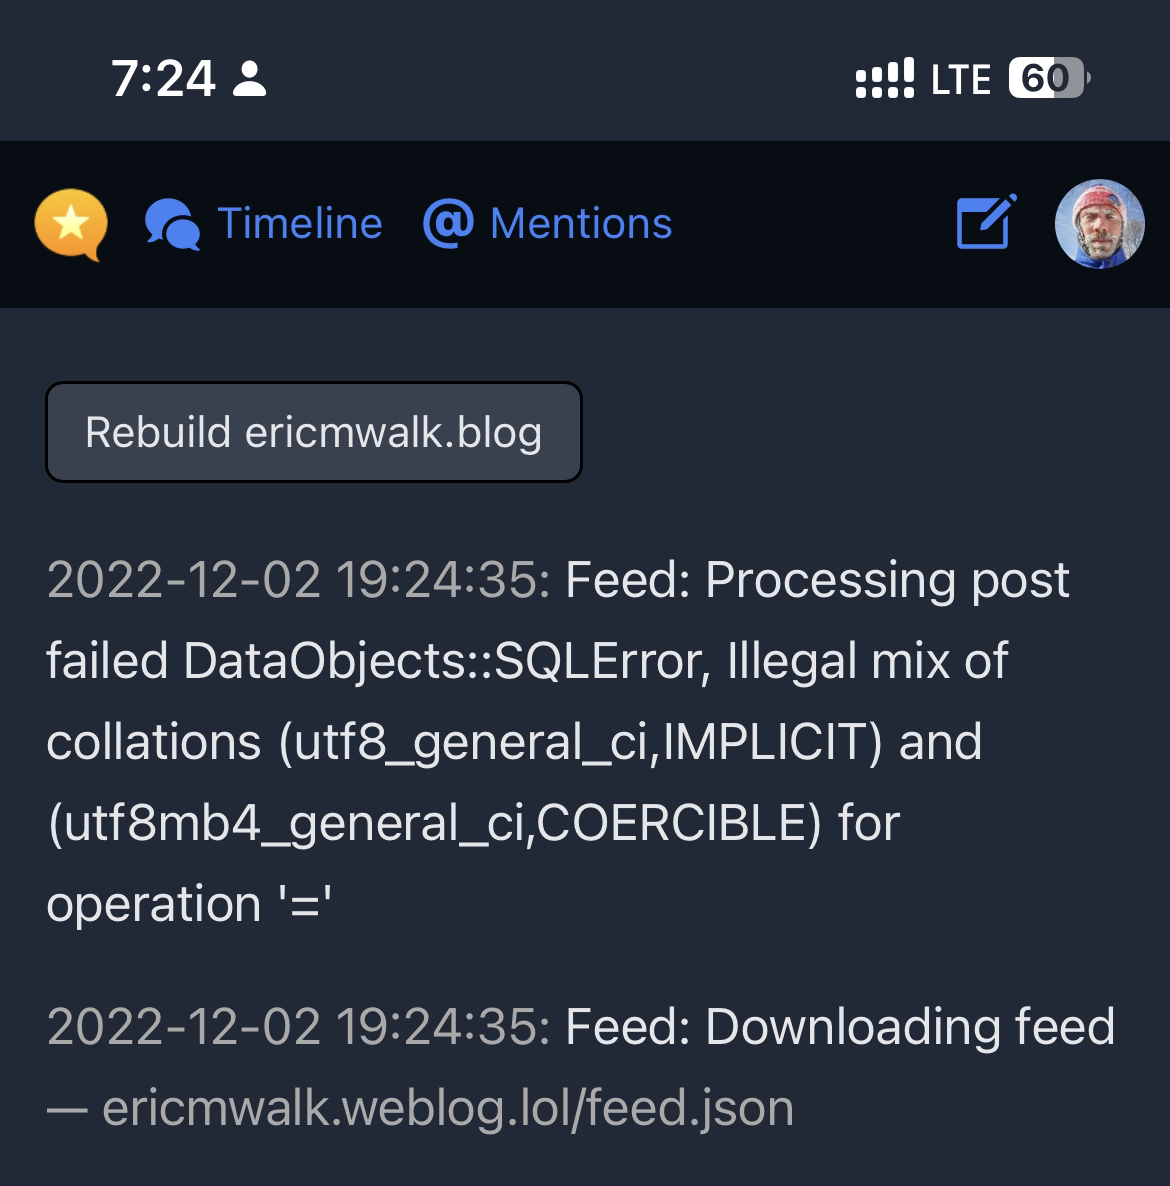 7:24
LTE 60
Timeline @ Mentions
Rebuild ericmwalk.blog
2022-12-02 19:24:35: Feed: Processing post
failed DataObjects::SQLError, Illegal mix of
collations (utf8_general_ci,IMPLICIT) and
(utf8mb4_general_ci,COERCIBLE) for
operation '='
2022-12-02 19:24:35: Feed: Downloading feed
— ericmwalk.weblog.lol/feed.json